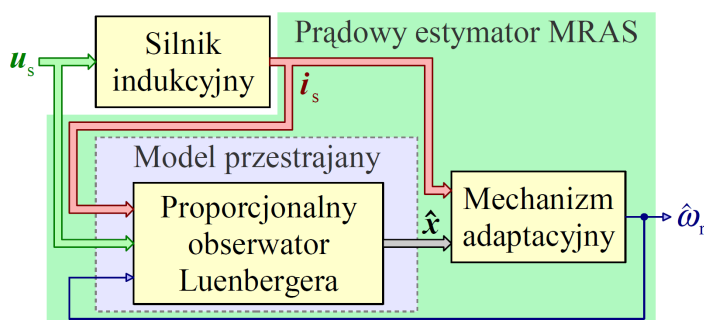 Prądowy estymator MRAS
u_s
Silnik
indukcyjny
i_s
Model przestrajany
Proporcjonalny
obserwator
Luenbergera
x̂
Mechanizm
adaptacyjny
ω̂_r